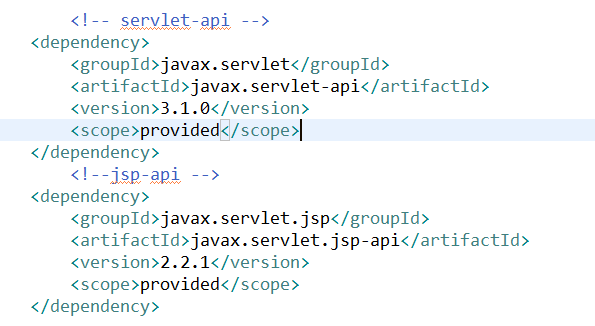 <!-- servlet-api -->
<dependency>
<groupId>javax.servlet</groupId>
<artifactId>javax.servlet-api</artifactId>
<version>3.1.0</version>
<scope>provided</scope>
</dependency>
<!--jsp-api -->
<dependency>
<groupId>javax.servlet.jsp</groupId>
<artifactId>javax.servlet.jsp-api</artifactId>
<version>2.2.1</version>
<scope>provided</scope>
</dependency>